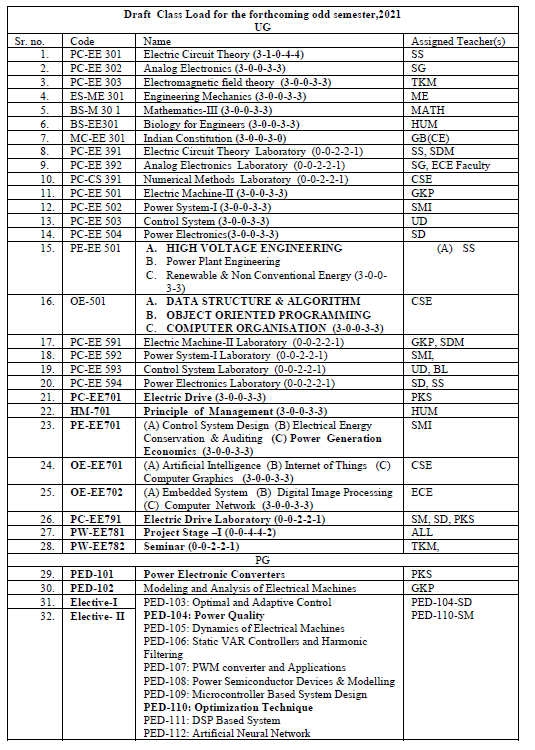 Draft Class Load for the forthcoming odd semester,2021
UG
Sr. no. Code Name Assigned Teacher(s)
1. PC-EE 301 Electric Circuit Theory (3-1-0-4-4) SS
2. PC-EE 302 Analog Electronics (3-0-0-3-3) SG
3. PC-EE 303 Electromagnetic field theory (3-0-0-3-3) TKM
4. ES-ME 301 Engineering Mechanics (3-0-0-3-3) ME
5. BS-M 30 1 Mathematics-III (3-0-0-3-3) MATH
6. BS-EE301 Biology for Engineers (3-0-0-3-3) HUM
7. MC-EE 301 Indian Constitution (3-0-0-3-0) GB(CE)
8. PC-EE 391 Electric Circuit Theory Laboratory (0-0-2-2-1) SS, SDM
9. PC-EE 392 Analog Electronics Laboratory (0-0-2-2-1) SG, ECE Faculty
10. PC-CS 391 Numerical Methods Laboratory (0-0-2-2-1) CSE
11. PC-EE 501 Electric Machine-II (3-0-0-3-3) GKP
12. PC-EE 502 Power System-I (3-0-0-3-3) SMI
13. PC-EE 503 Control System (3-0-0-3-3) UD
14. PC-EE 504 Power Electronics(3-0-0-3-3) SD
15. PE-EE 501 A. HIGH VOLTAGE ENGINEERING (A) SS
B. Power Plant Engineering
C. Renewable & Non Conventional Energy (3-0-0-
3-3)
16. OE-501 A. DATA STRUCTURE & ALGORITHM CSE
B. OBJECT ORIENTED PROGRAMMING
C. COMPUTER ORGANISATION (3-0-0-3-3)
17. PC-EE 591 Electric Machine-II Laboratory (0-0-2-2-1) GKP, SDM
18. PC-EE 592 Power System-I Laboratory (0-0-2-2-1) SMI,
19. PC-EE 593 Control System Laboratory (0-0-2-2-1) UD, BL
20. PC-EE 594 Power Electronics Laboratory (0-0-2-2-1) SD, SS
21. PC-EE701 Electric Drive (3-0-0-3-3) PKS
22. HM-701 Principle of Management (3-0-0-3-3) HUM
23. PE-EE701 (A) Control System Design (B) Electrical Energy SMI
Conservation & Auditing (C) Power Generation
Economics (3-0-0-3-3)
24. OE-EE701 (A) Artificial Intelligence (B) Internet of Things (C) CSE
Computer Graphics (3-0-0-3-3)
25. OE-EE702 (A) Embedded System (B) Digital Image Processing ECE
(C) Computer Network (3-0-0-3-3)
26. PC-EE791 Electric Drive Laboratory (0-0-2-2-1) SM, SD, PKS
27. PW-EE781 Project Stage –I (0-0-4-4-2) ALL
28. PW-EE782 Seminar (0-0-2-2-1) TKM,
PG
29. PED-101 Power Electronic Converters PKS
30. PED-102 Modeling and Analysis of Electrical Machines GKP
31. Elective-I PED-103: Optimal and Adaptive Control PED-104-SD
32. Elective- II PED-104: Power Quality PED-110-SM
PED-105: Dynamics of Electrical Machines
PED-106: Static VAR Controllers and Harmonic
Filtering
PED-107: PWM converter and Applications
PED-108: Power Semiconductor Devices & Modelling
PED-109: Microcontroller Based System Design
PED-110: Optimization Technique
PED-111: DSP Based System
PED-112: Artificial Neural Network